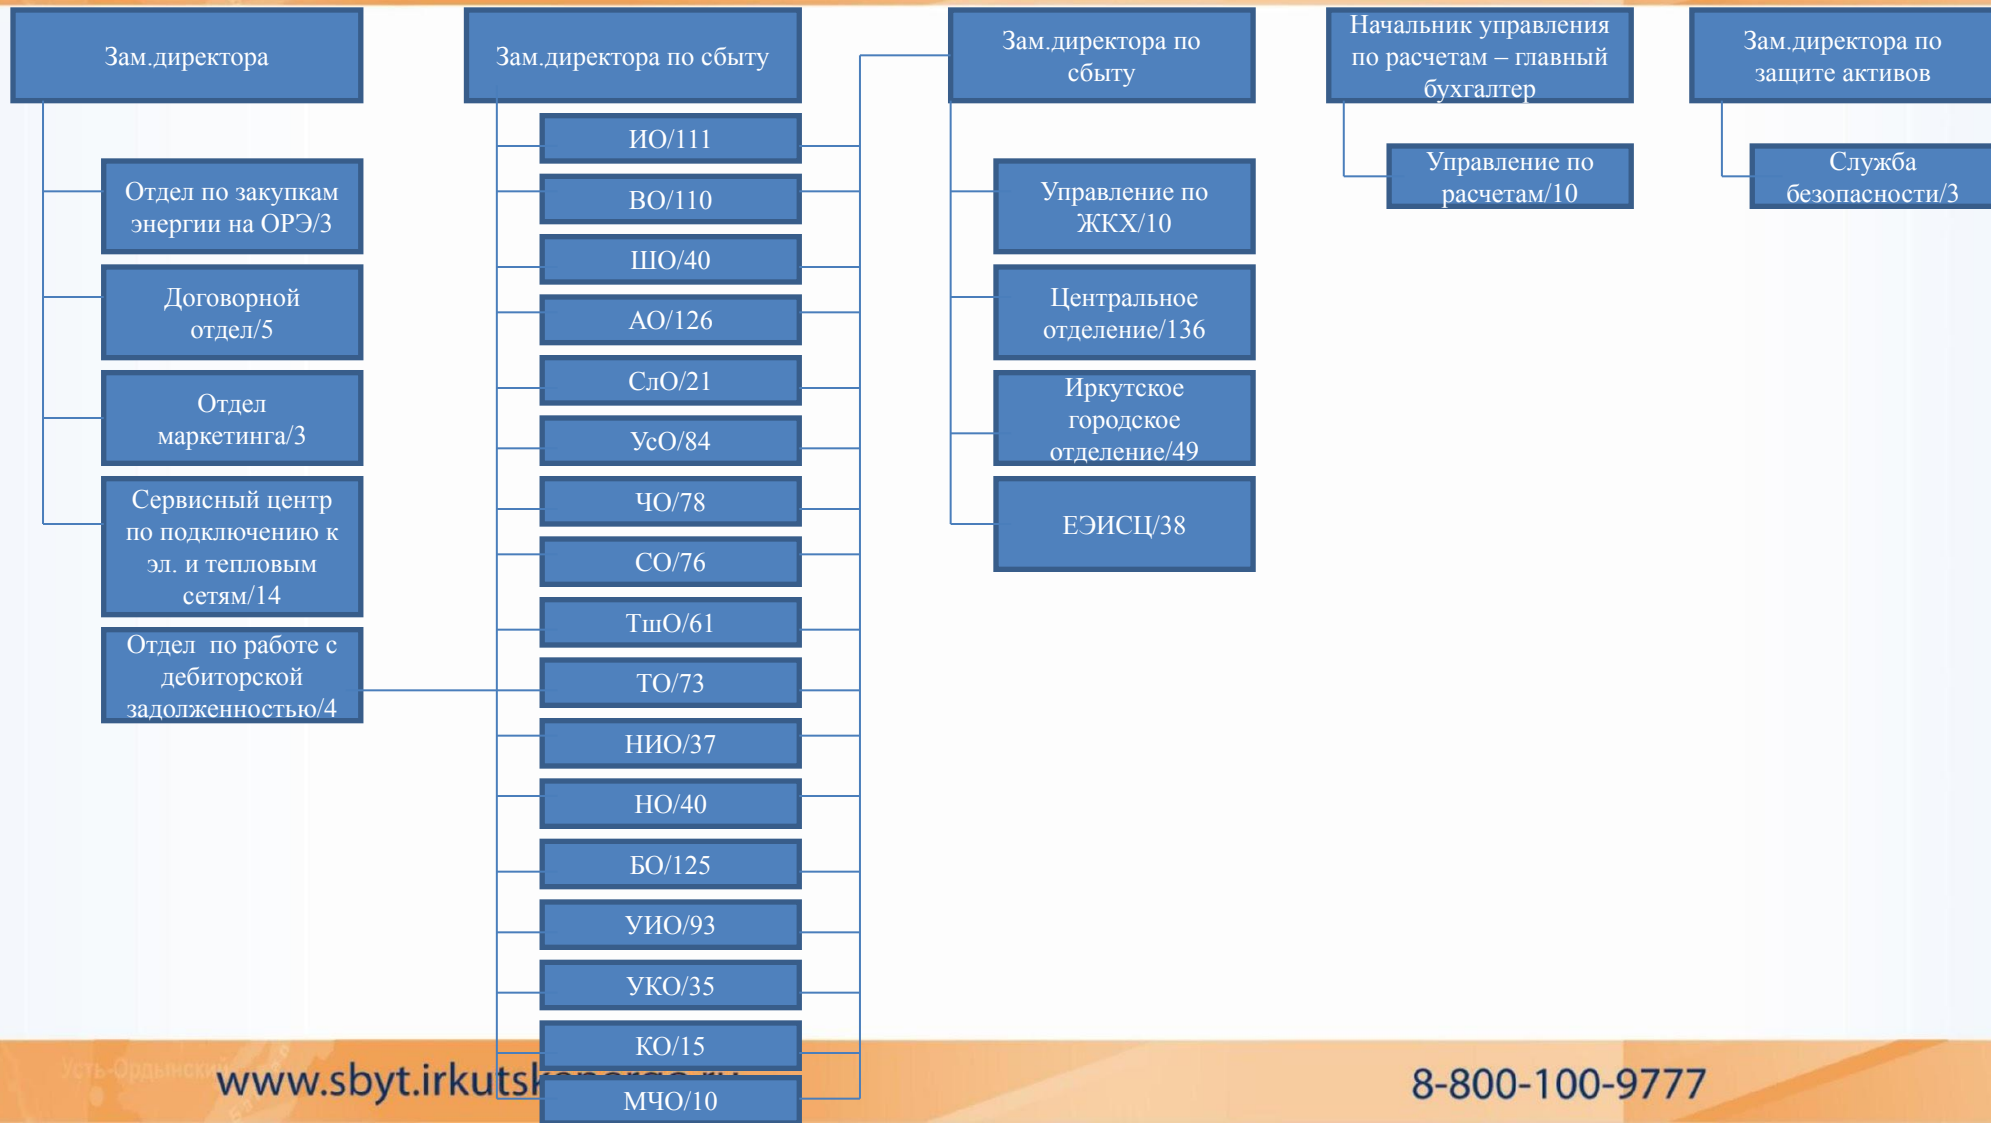 Зам.директора
Отдел по закупкам
энергии на ОРЭ/3
Договорной
отдел/5
Отдел
маркетинга/3
Сервисный центр
по подключению к
эл. и тепловым
сетям/14
Отдел по работе с
дебиторской
задолженностью/4
Зам.директора по сбыту
ИО/111
ВО/110
ШО/40
АО/126
СлО/21
УсО/84
ЧО/78
СО/76
ТшО/61
ТО/73
НИО/37
НО/40
БО/125
УИО/93
УКО/35
КО/15
МЧО/10
Зам.директора по
сбыту
Управление по
ЖКХ/10
Центральное
отделение/136
Иркутское
городское
отделение/49
ЕЭИСЦ/38
Начальник управления
по расчетам – главный
бухгалтер
Управление по
расчетам/10
Зам.директора по
защите активов
Служба
безопасности/3
Усть-Ордынский
www.sbyt.irkutskenergo.ru
8-800-100-9777